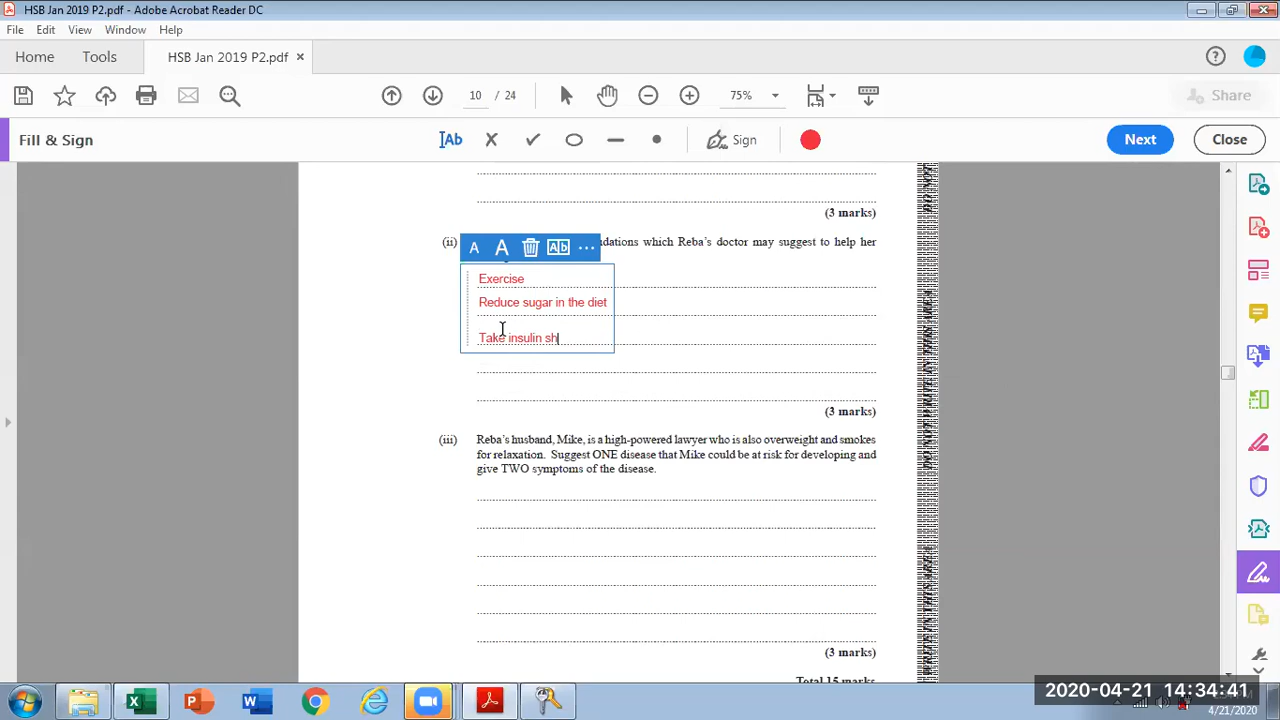 HSB Jan 2019 P2.pdf - Adobe Acrobat Reader DC
File Edit View Window Help
Home Tools HSB Jan 2019 P2.pdf ×
10 / 24 75% Share
Fill & Sign Ab Sign Next Close
(3 marks)
(ii) dations which Reba's doctor may suggest to help her
A A Ab
Exercise
Reduce sugar in the diet
Take insulin sh
(3 marks)
(iii) Reba's husband, Mike, is a high-powered lawyer who is also overweight and smokes
for relaxation. Suggest ONE disease that Mike could be at risk for developing and
give TWO symptoms of the disease.
(3 marks)
Total 15 marks
2020-04-21 14:34:41
4/21/2020